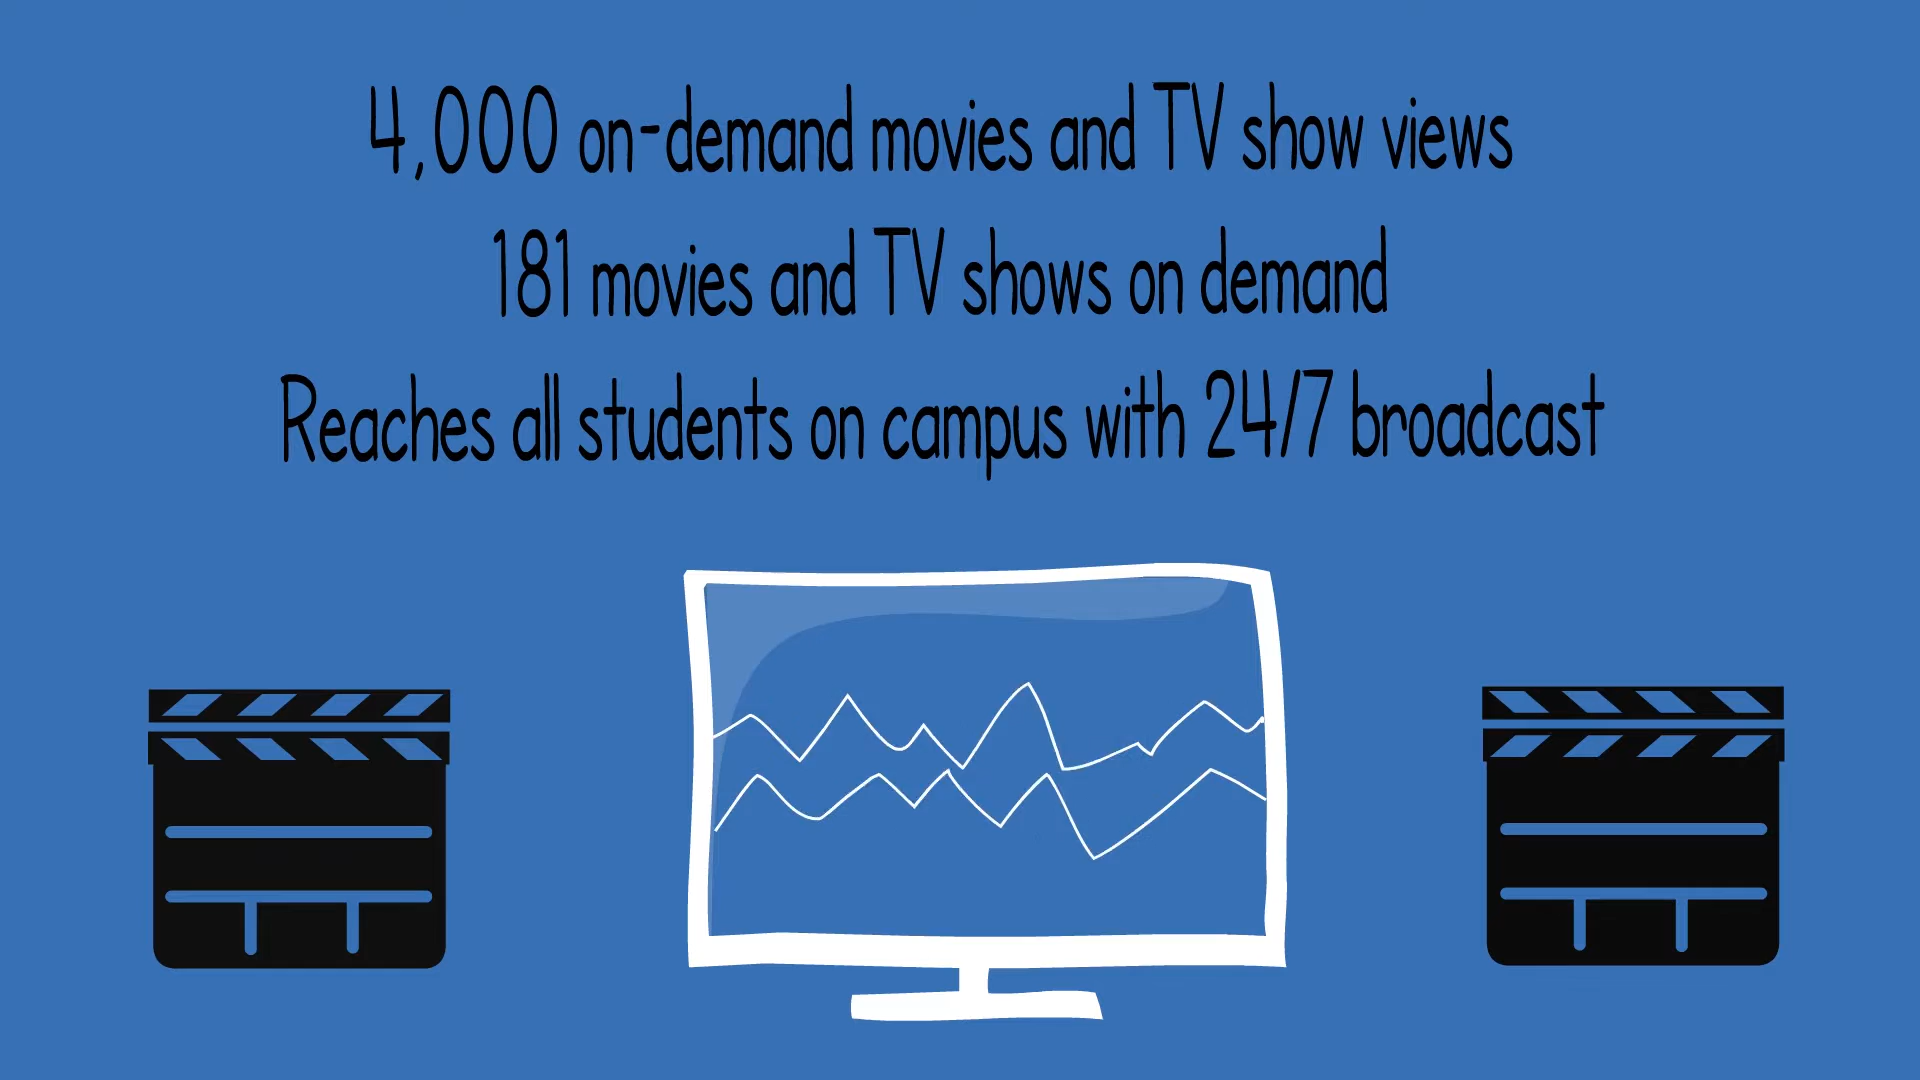 4,000 on-demand movies and TV show views
181 movies and TV shows on demand
Reaches all students on campus with 24/7 broadcast